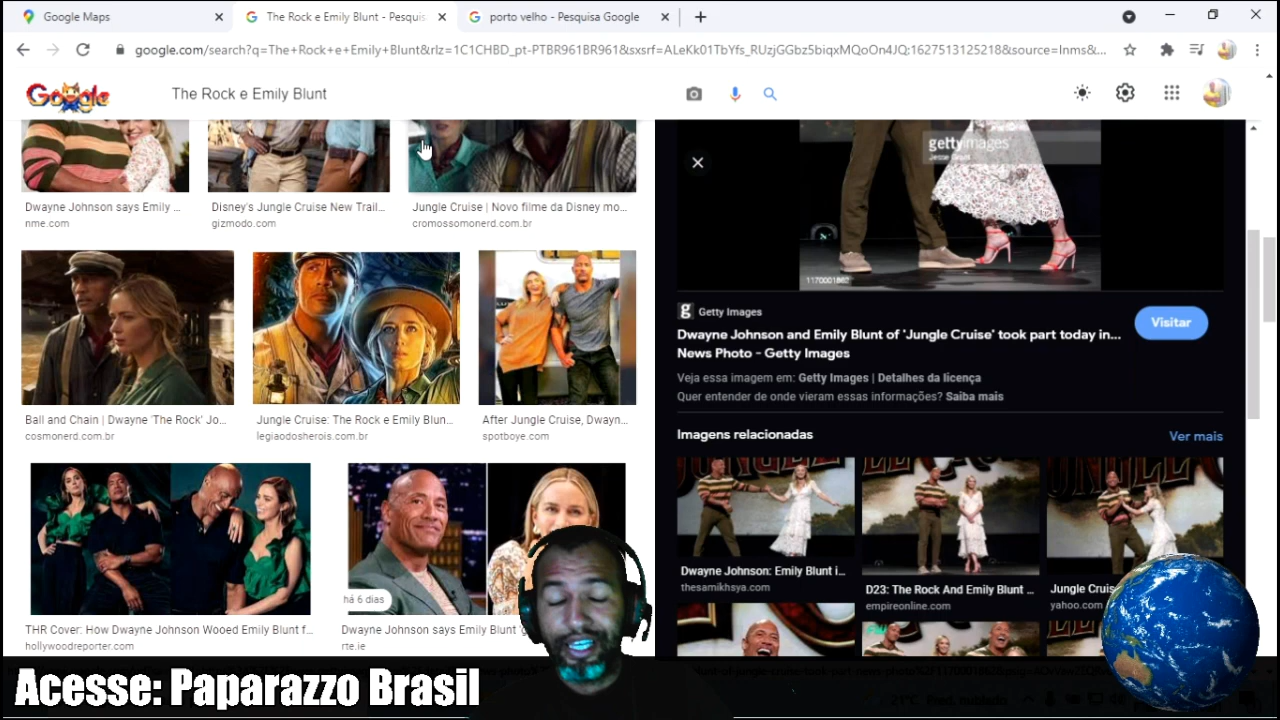 Google Maps
The Rock e Emily Blunt - Pesquis
porto velho - Pesquisa Google
google.com/search?q=The+Rock+e+Emily+Blunt&rlz=1C1CHBD_pt-PTBR961BR961&sxsrf=ALeKk01TbYfs_RUzjGGbz5biqxMQoOn4JQ:1627513125218&source=lnms&...
Google
The Rock e Emily Blunt
Dwayne Johnson says Emily ...
nme.com
Disney's Jungle Cruise New Trail...
gizmodo.com
Jungle Cruise | Novo filme da Disney mo...
cromossomonerd.com.br
Ball and Chain | Dwayne 'The Rock' Jo...
cosmonerd.com.br
Jungle Cruise: The Rock e Emily Blun...
legiaodosherois.com.br
After Jungle Cruise, Dwayn...
spotboye.com
há 6 dias
THR Cover: How Dwayne Johnson Wooed Emily Blunt f...
hollywoodreporter.com
Dwayne Johnson says Emily Blunt
rte.ie
gettyimages
1170001862
g Getty Images
Visitar
Dwayne Johnson and Emily Blunt of 'Jungle Cruise' took part today in...
News Photo - Getty Images
Veja essa imagem em: Getty Images | Detalhes da licença
Quer entender de onde vieram essas informações? Saiba mais
Imagens relacionadas
Ver mais
Dwayne Johnson: Emily Blunt i...
thesamikhsya.com
D23: The Rock And Emily Blunt ...
empireonline.com
Jungle Cruis
yahoo.com
Acesse: Paparazzo Brasil
21°C Pred. nublado